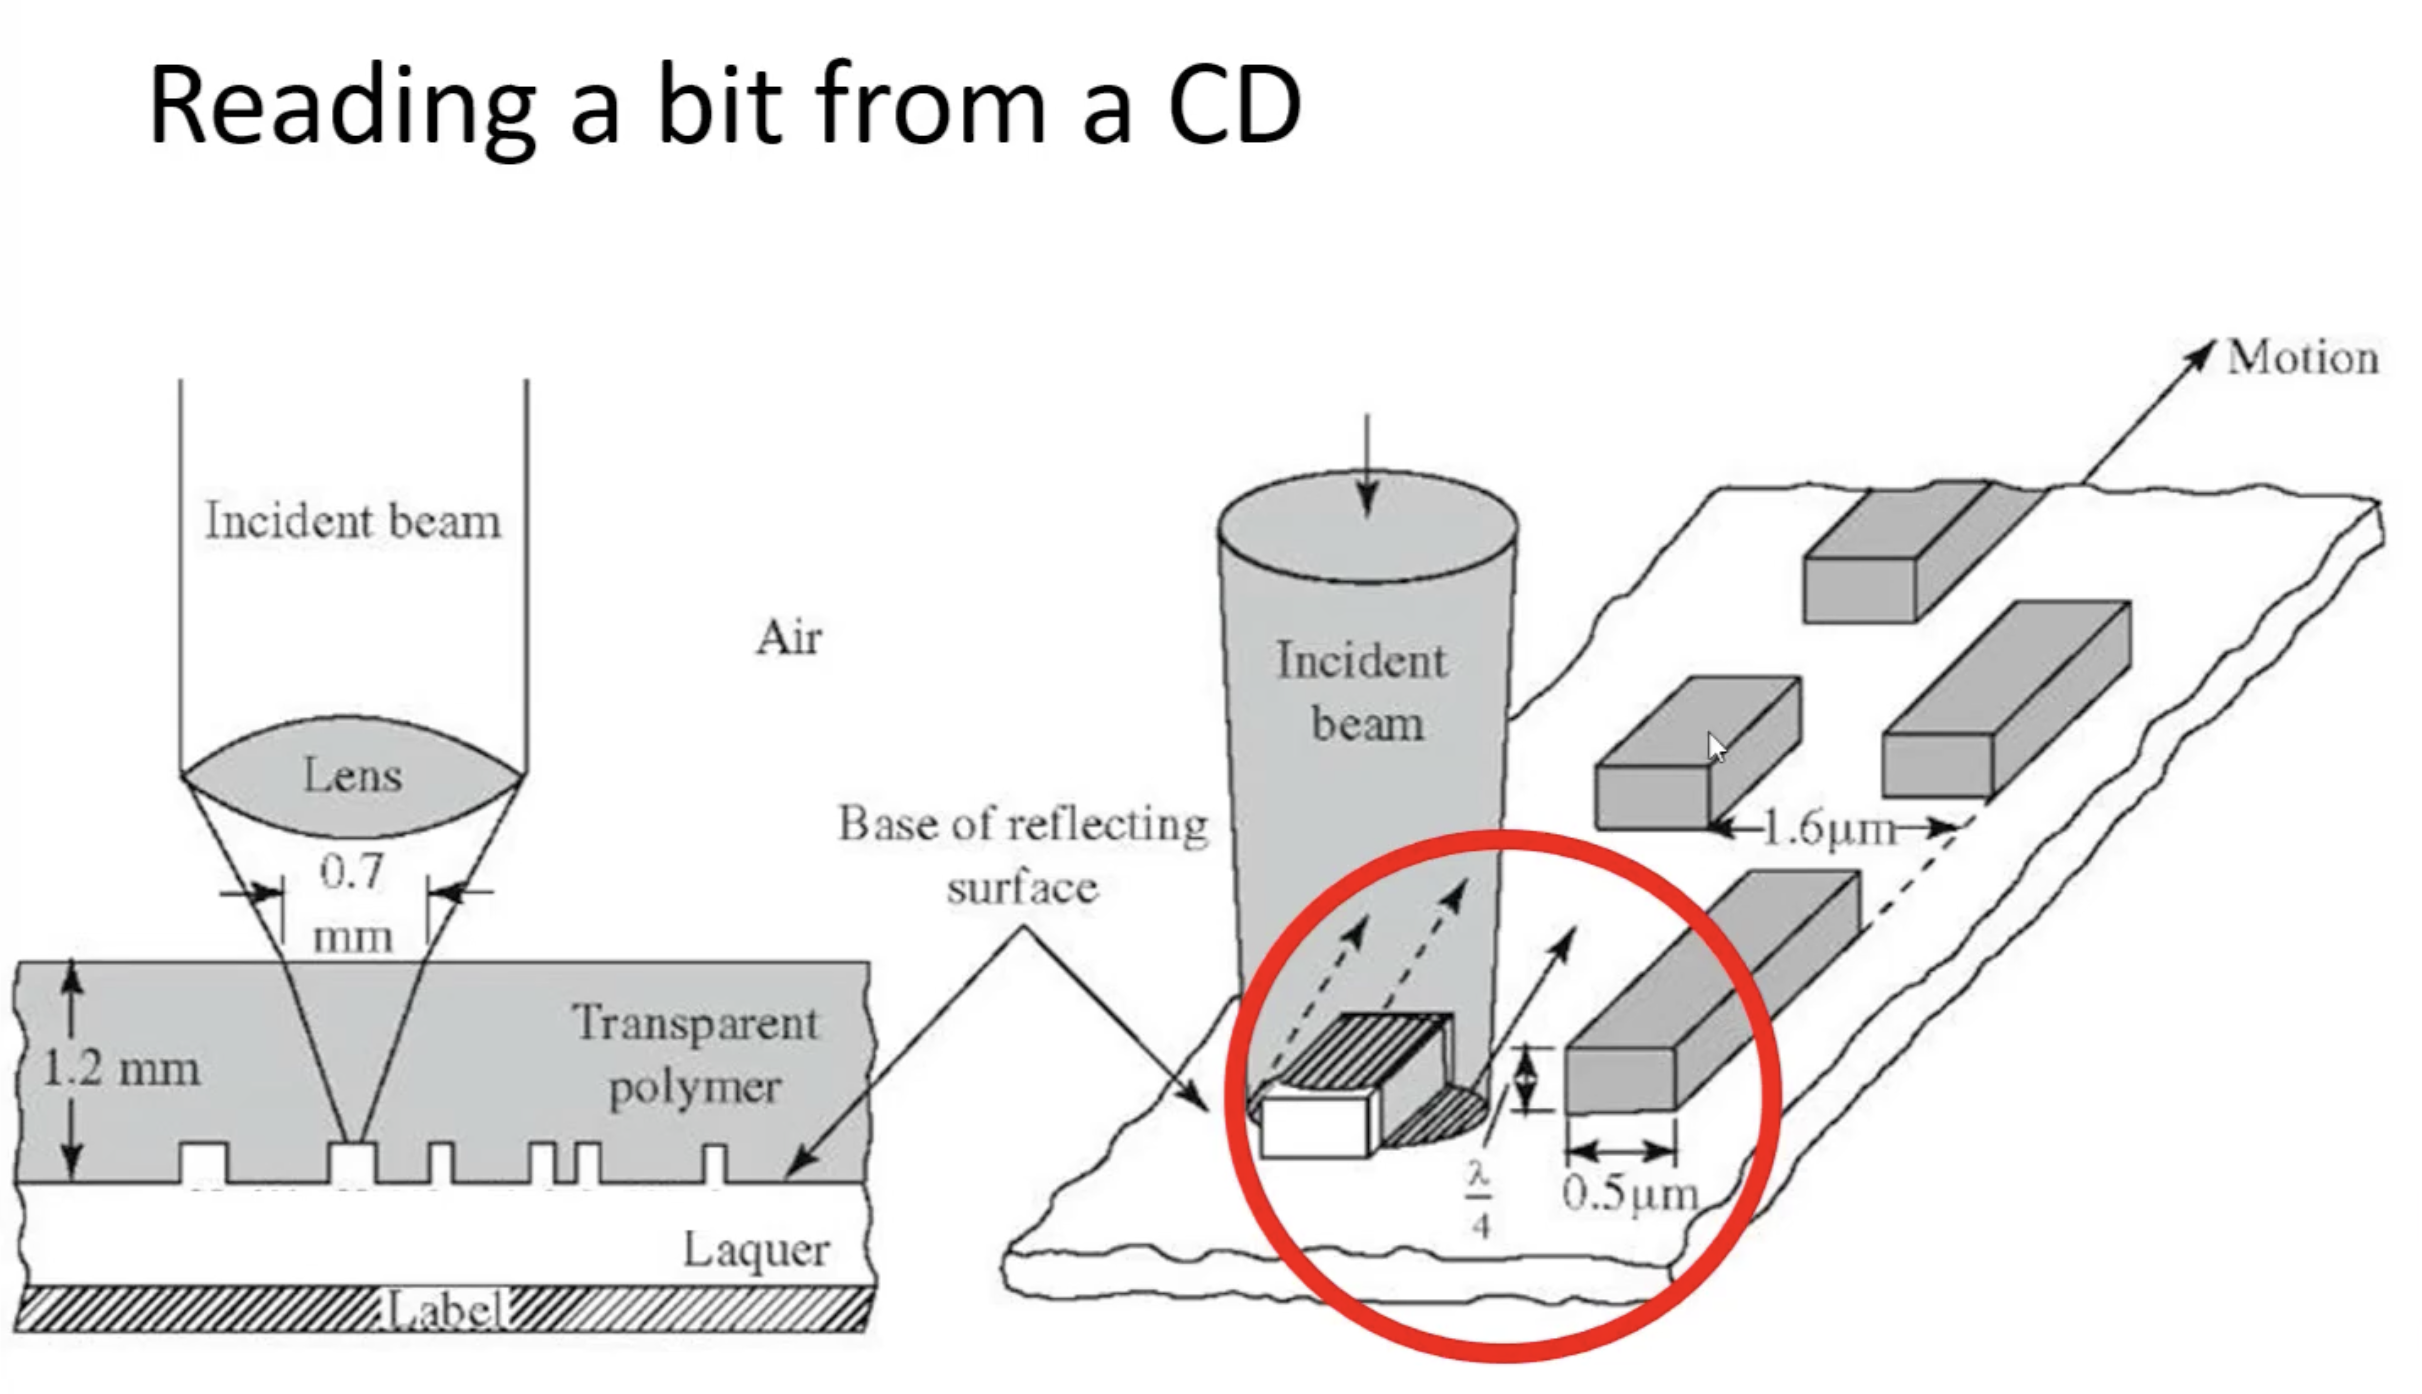 Reading a bit from a CD
Motion
Incident beam
Air
Incident
beam
Lens
Base of reflecting
surface
1.6µm
0.7
mm
Transparent
polymer
1.2 mm
λ
4
0.5µm
Laquer
Label